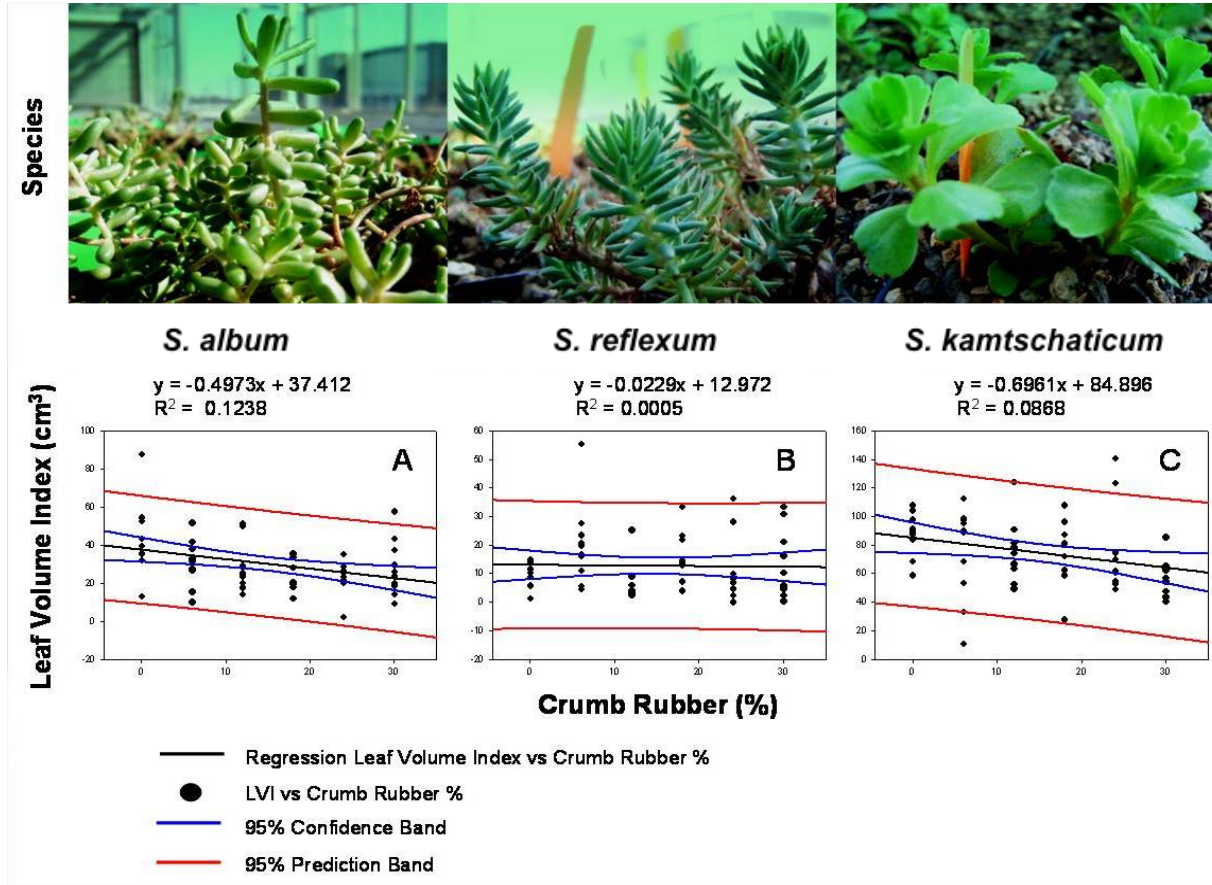 Species
S. album
S. reflexum
S. kamtschaticum
y = -0.4973x + 37.412
R² = 0.1238
y = -0.0229x + 12.972
R² = 0.0005
y = -0.6961x + 84.896
R² = 0.0868
Leaf Volume Index (cm³)
A
100
80
60
40
20
0
-20
0
10
20
30
B
60
50
40
30
20
10
0
-10
-20
0
10
20
30
C
160
140
120
100
80
60
40
20
0
0
10
20
30
Crumb Rubber (%)
Regression Leaf Volume Index vs Crumb Rubber %
LVI vs Crumb Rubber %
95% Confidence Band
95% Prediction Band